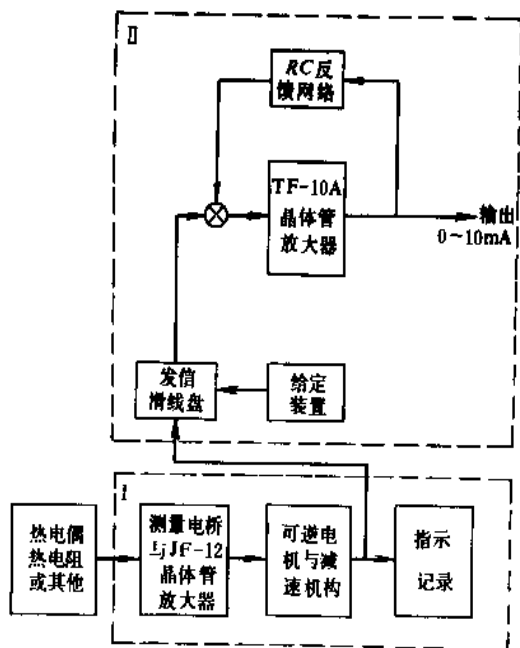 II
RC反
馈网络
TF-10A
晶体管
放大器
输出
0~10mA
发信
滑线盘
给定
装置
I
热电偶
热电阻
或其他
测量电桥
与JF-12
晶体管
放大器
可逆电
机与减
速机构
指示
记录